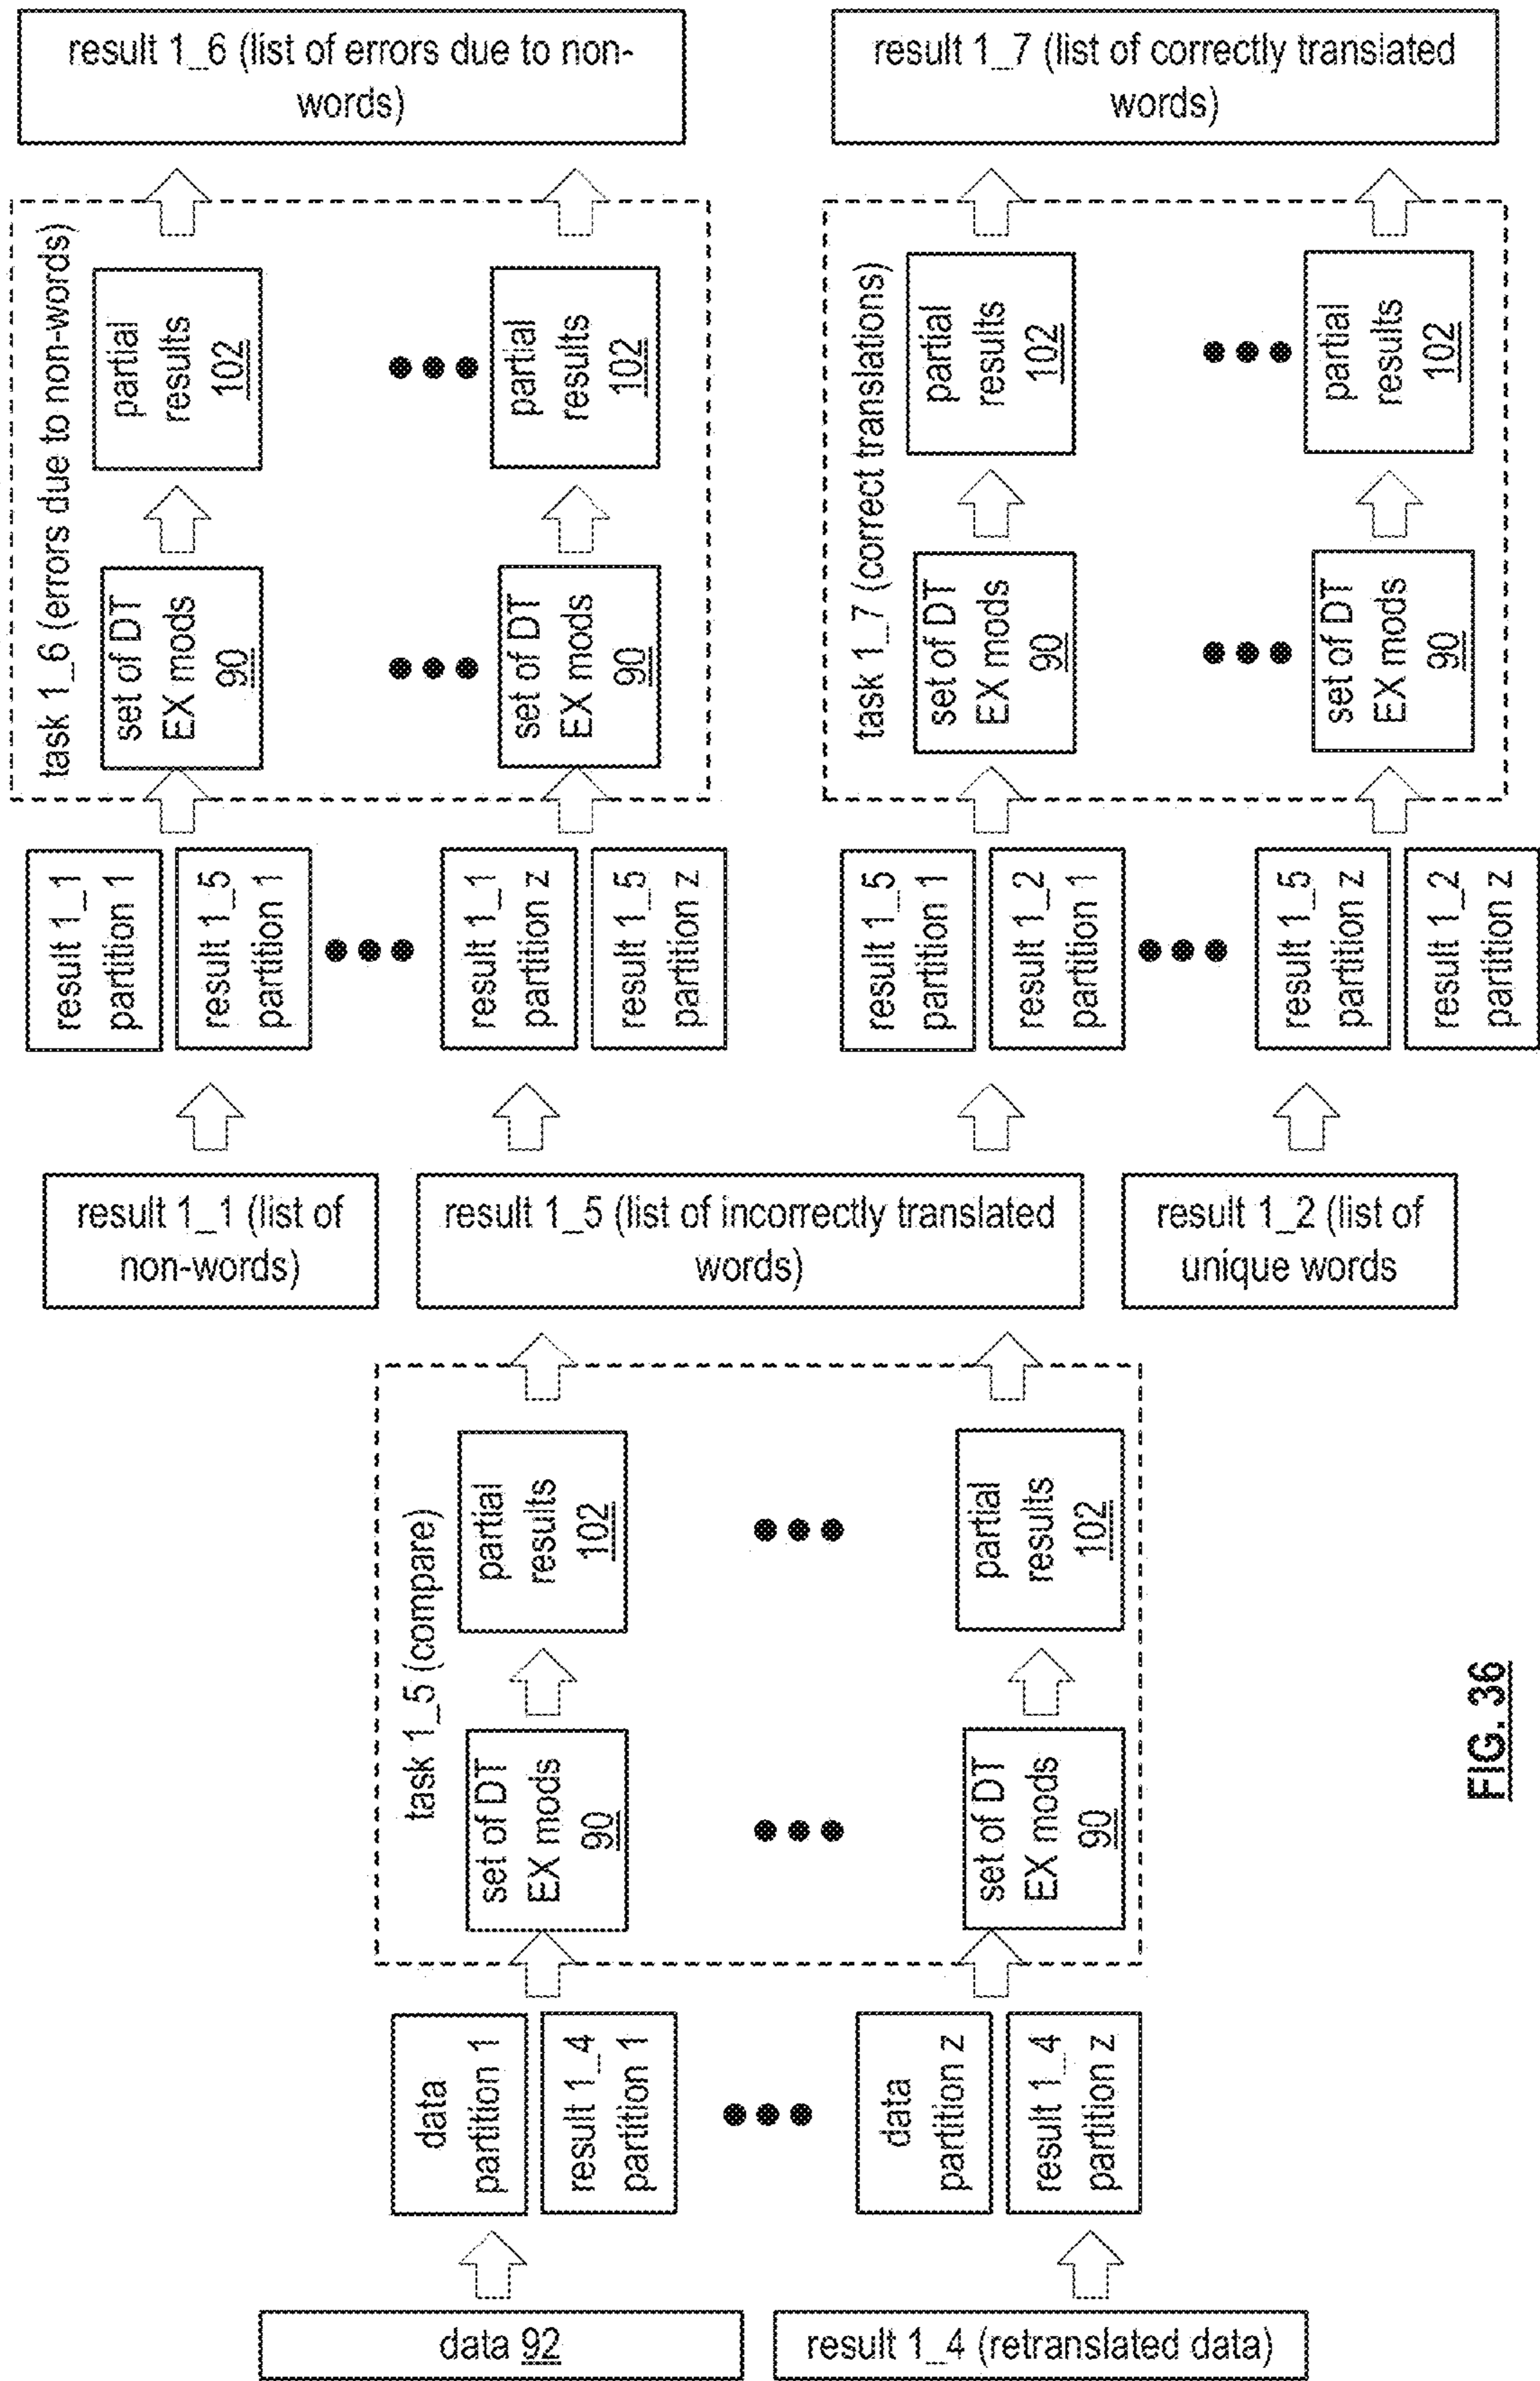 data 92
result 1_4 (retranslated data)
data
partition 1
result 1_4
partition 1
data
partition z
result 1_4
partition z
task 1_5 (compare)
set of DT
EX mods
90
partial
results
102
set of DT
EX mods
90
partial
results
102
result 1_1 (list of
non-words)
result 1_5 (list of incorrectly translated
words)
result 1_2 (list of
unique words
result 1_1
partition 1
result 1_5
partition 1
result 1_1
partition z
result 1_5
partition z
task 1_6 (errors due to non-words)
set of DT
EX mods
90
partial
results
102
set of DT
EX mods
90
partial
results
102
result 1_6 (list of errors due to non-
words)
result 1_5
partition 1
result 1_2
partition 1
result 1_5
partition z
result 1_2
partition z
task 1_7 (correct translations)
set of DT
EX mods
90
partial
results
102
set of DT
EX mods
90
partial
results
102
result 1_7 (list of correctly translated
words)
FIG. 36